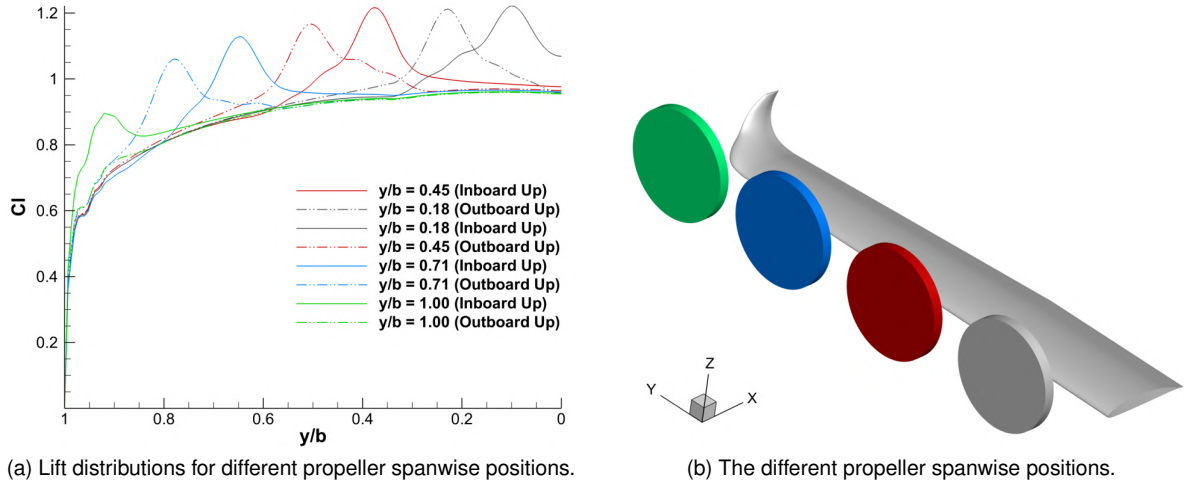 1.2
1
0.8
0.6
0.4
0.2
Cl
1
0.8
0.6
0.4
0.2
0
y/b
y/b = 0.45 (Inboard Up)
y/b = 0.18 (Outboard Up)
y/b = 0.18 (Inboard Up)
y/b = 0.45 (Outboard Up)
y/b = 0.71 (Inboard Up)
y/b = 0.71 (Outboard Up)
y/b = 1.00 (Inboard Up)
y/b = 1.00 (Outboard Up)
(a) Lift distributions for different propeller spanwise positions.
Z
Y
X
(b) The different propeller spanwise positions.